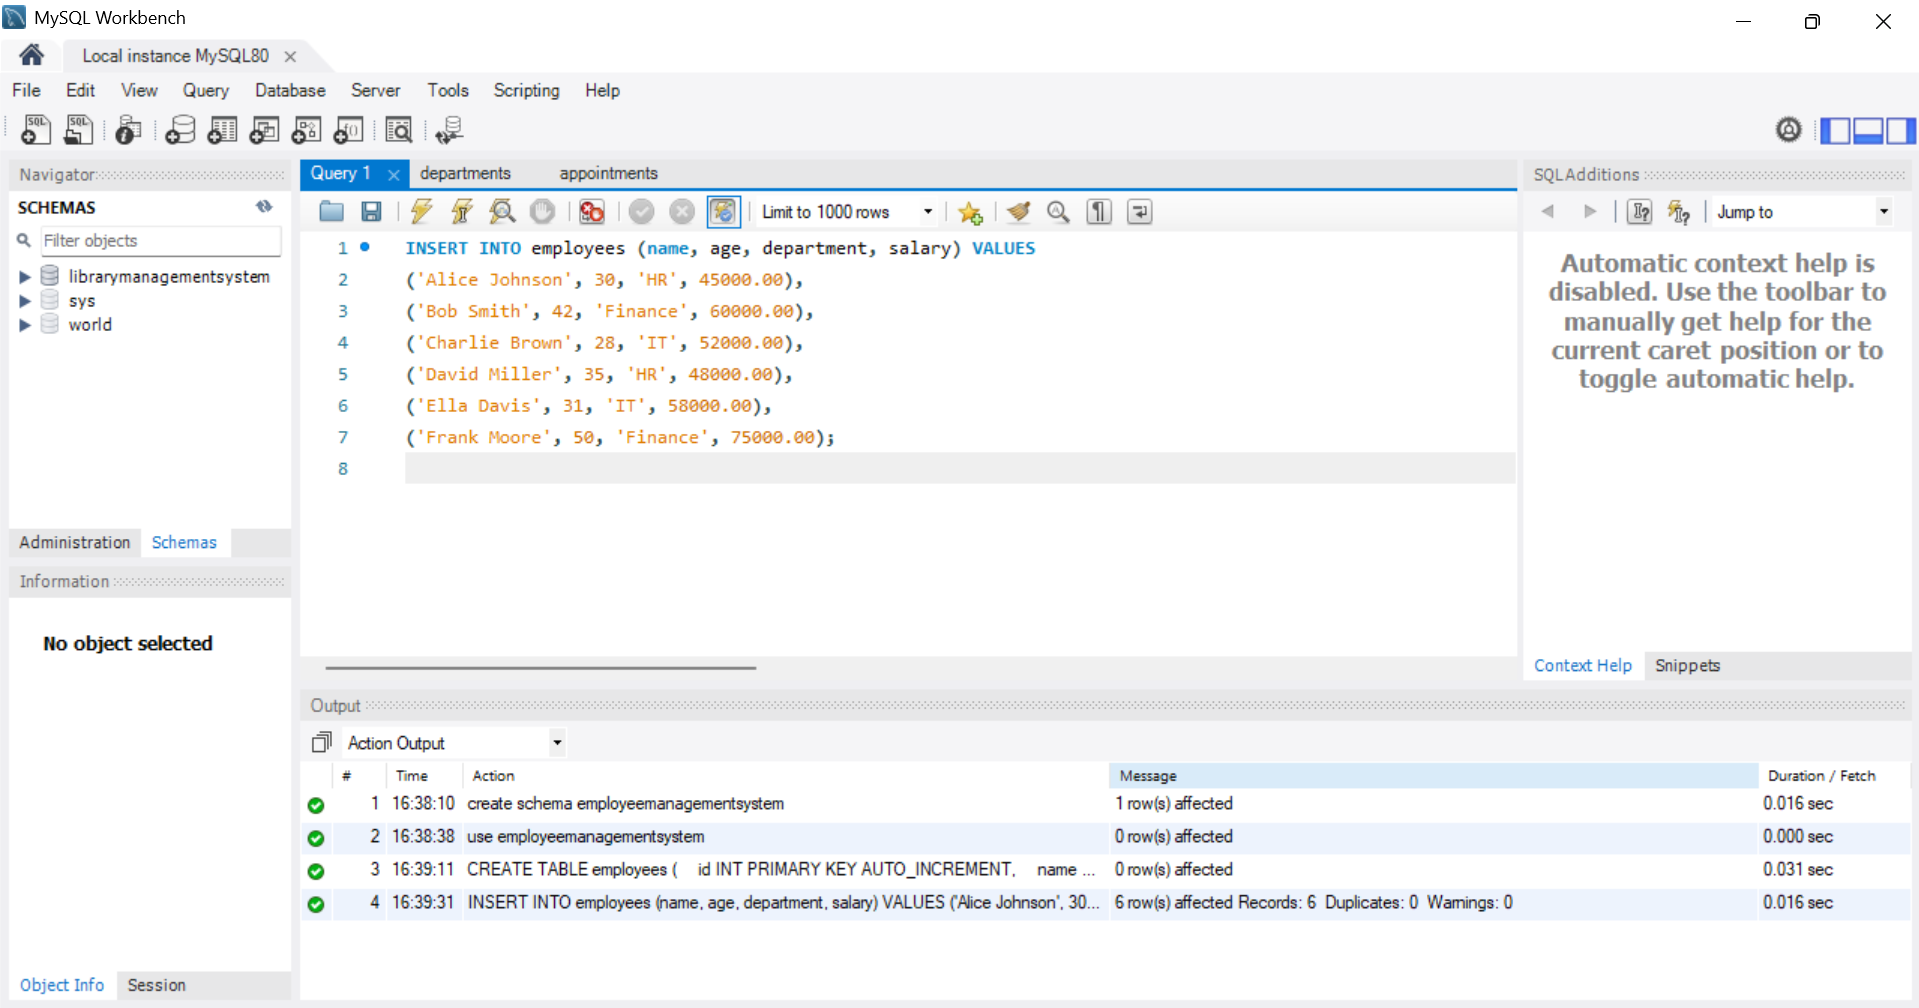 MySQL Workbench
Local instance MySQL80
File Edit View Query Database Server Tools Scripting Help
Navigator
SCHEMAS
Filter objects
librarymanagementsystem
sys
world
Administration Schemas
Information
No object selected
Object Info Session
Query 1 departments appointments
Limit to 1000 rows
1 INSERT INTO employees (name, age, department, salary) VALUES
2 ('Alice Johnson', 30, 'HR', 45000.00),
3 ('Bob Smith', 42, 'Finance', 60000.00),
4 ('Charlie Brown', 28, 'IT', 52000.00),
5 ('David Miller', 35, 'HR', 48000.00),
6 ('Ella Davis', 31, 'IT', 58000.00),
7 ('Frank Moore', 50, 'Finance', 75000.00);
8
SQLAdditions
Jump to
Automatic context help is
disabled. Use the toolbar to
manually get help for the
current caret position or to
toggle automatic help.
Context Help Snippets
Output
Action Output
# Time Action Message Duration / Fetch
1 16:38:10 create schema employeemanagementsystem 1 row(s) affected 0.016 sec
2 16:38:38 use employeemanagementsystem 0 row(s) affected 0.000 sec
3 16:39:11 CREATE TABLE employees ( id INT PRIMARY KEY AUTO_INCREMENT, name ... 0 row(s) affected 0.031 sec
4 16:39:31 INSERT INTO employees (name, age, department, salary) VALUES ('Alice Johnson', 30... 6 row(s) affected Records: 6 Duplicates: 0 Warnings: 0 0.016 sec